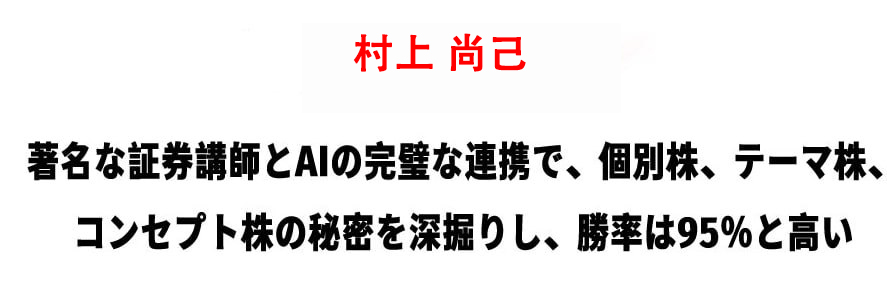 村上 尚己
著名な証券講師とAIの完璧な連携で、個別株、テーマ株、
コンセプト株の秘密を深掘りし、勝率は95%と高い